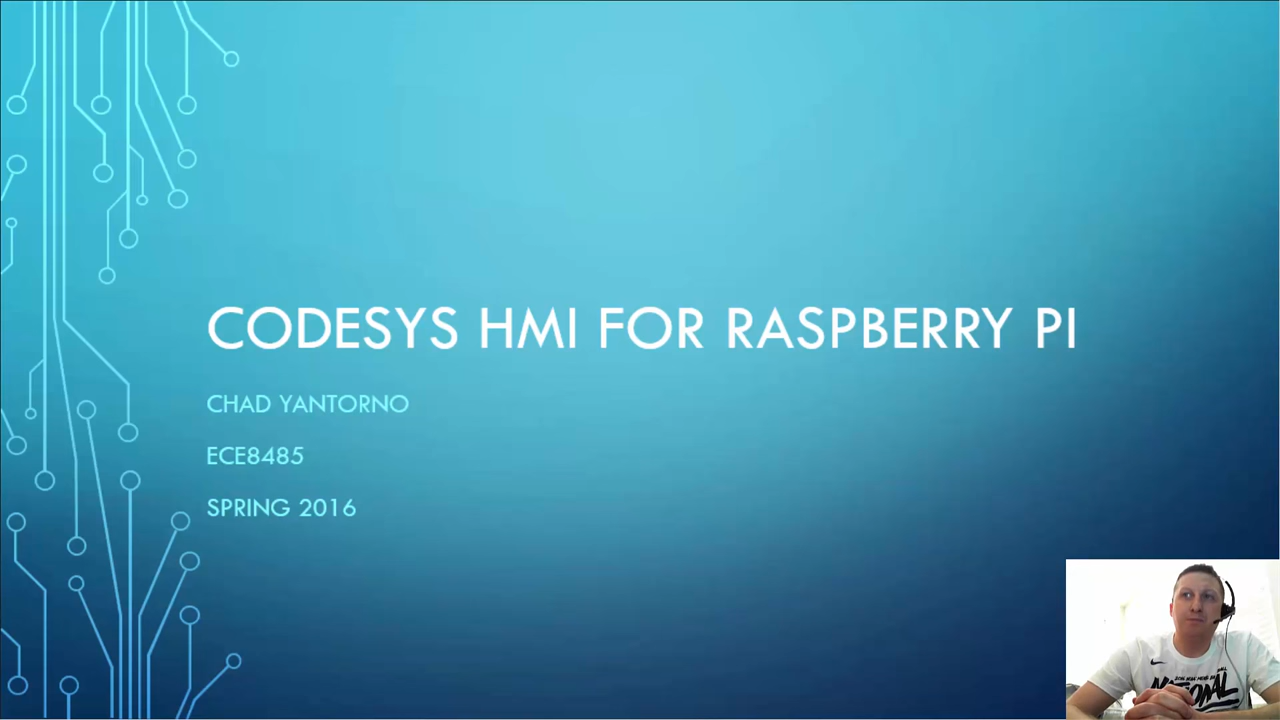 CODESYS HMI FOR RASPBERRY PI
CHAD YANTORNO
ECE8485
SPRING 2016